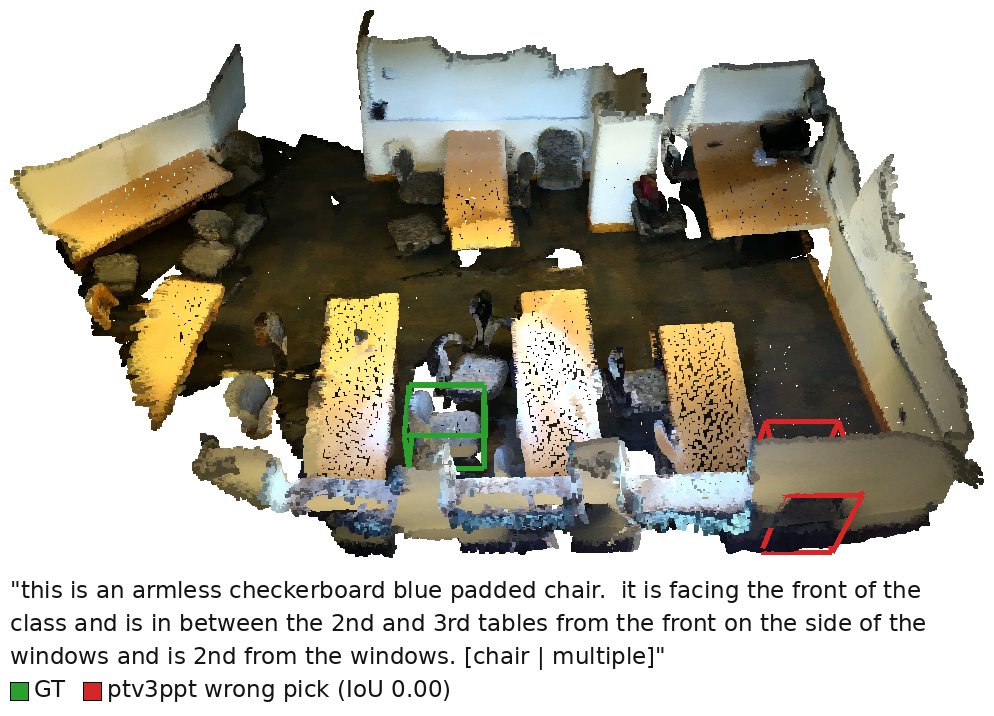 "this is an armless checkerboard blue padded chair.  it is facing the front of the
class and is in between the 2nd and 3rd tables from the front on the side of the
windows and is 2nd from the windows. [chair | multiple]"
GT ptv3ppt wrong pick (IoU 0.00)